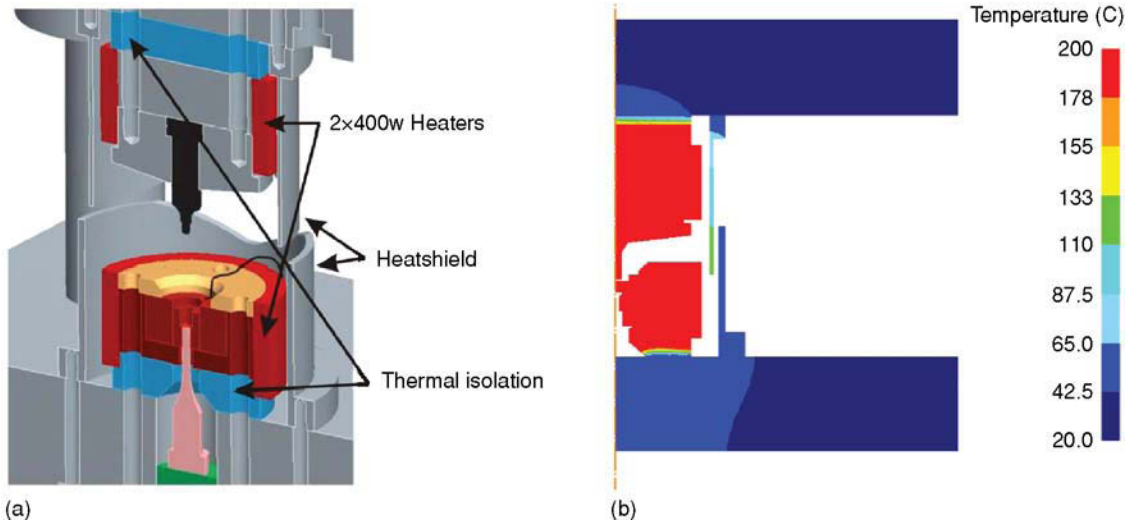 2×400w Heaters
Heatshield
Thermal isolation
(a)
Temperature (C)
200
178
155
133
110
87.5
65.0
42.5
20.0
(b)